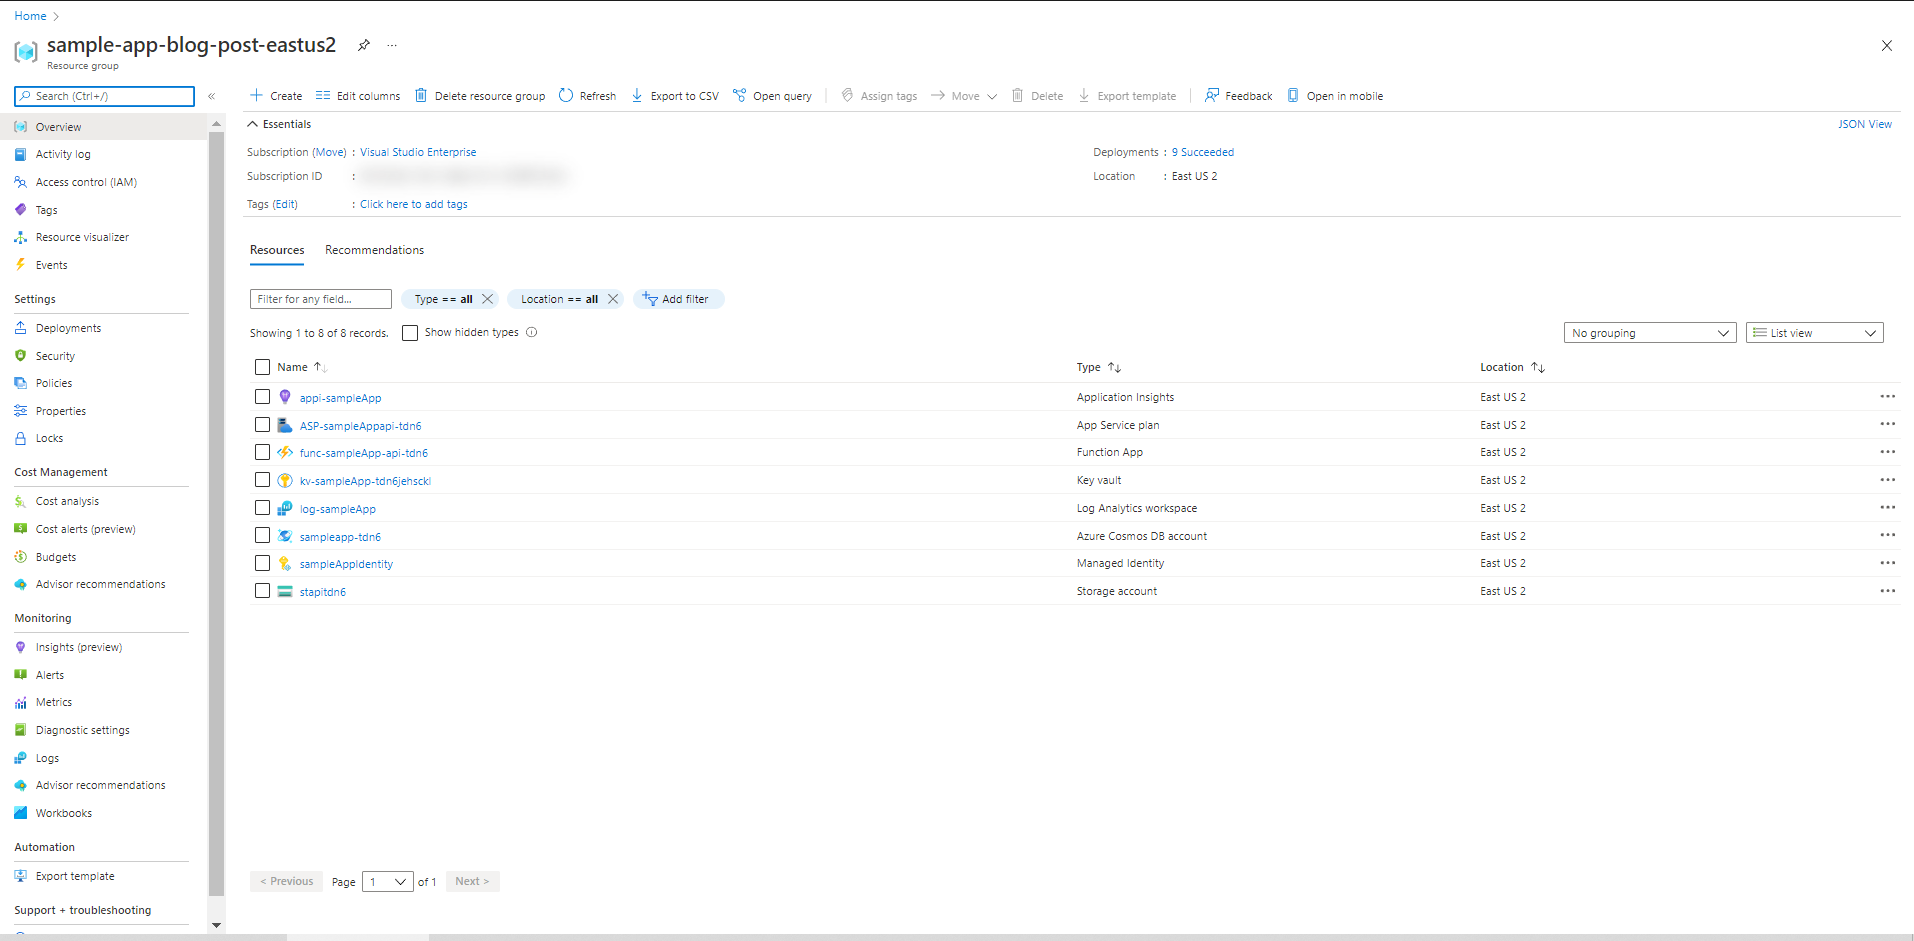 Home >
sample-app-blog-post-eastus2 ...
Resource group
Search (Ctrl+/) «
Overview
Activity log
Access control (IAM)
Tags
Resource visualizer
Events
Settings
Deployments
Security
Policies
Properties
Locks
Cost Management
Cost analysis
Cost alerts (preview)
Budgets
Advisor recommendations
Monitoring
Insights (preview)
Alerts
Metrics
Diagnostic settings
Logs
Advisor recommendations
Workbooks
Automation
Export template
Support + troubleshooting
Create Edit columns Delete resource group Refresh Export to CSV Open query Assign tags Move Delete Export template Feedback Open in mobile
Essentials JSON View
Subscription (Move) : Visual Studio Enterprise Deployments : 9 Succeeded
Subscription ID : Location : East US 2
Tags (Edit) : Click here to add tags
Resources Recommendations
Filter for any field... Type == all Location == all Add filter
Showing 1 to 8 of 8 records. Show hidden types No grouping List view
Name Type Location
appi-sampleApp Application Insights East US 2 ...
ASP-sampleAppapi-tdn6 App Service plan East US 2 ...
func-sampleApp-api-tdn6 Function App East US 2 ...
kv-sampleApp-tdn6jehsckl Key vault East US 2 ...
log-sampleApp Log Analytics workspace East US 2 ...
sampleapp-tdn6 Azure Cosmos DB account East US 2 ...
sampleAppIdentity Managed Identity East US 2 ...
stapitdn6 Storage account East US 2 ...
< Previous Page 1 of 1 Next >